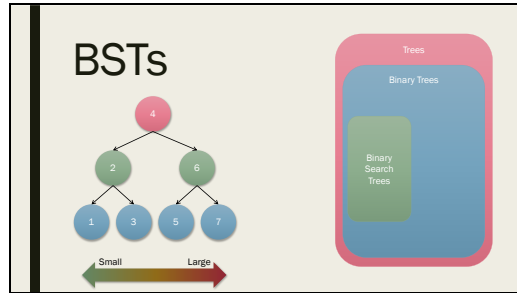 BSTs
4
2 6
1 3 5 7
Small Large
Trees
Binary Trees
Binary
Search
Trees